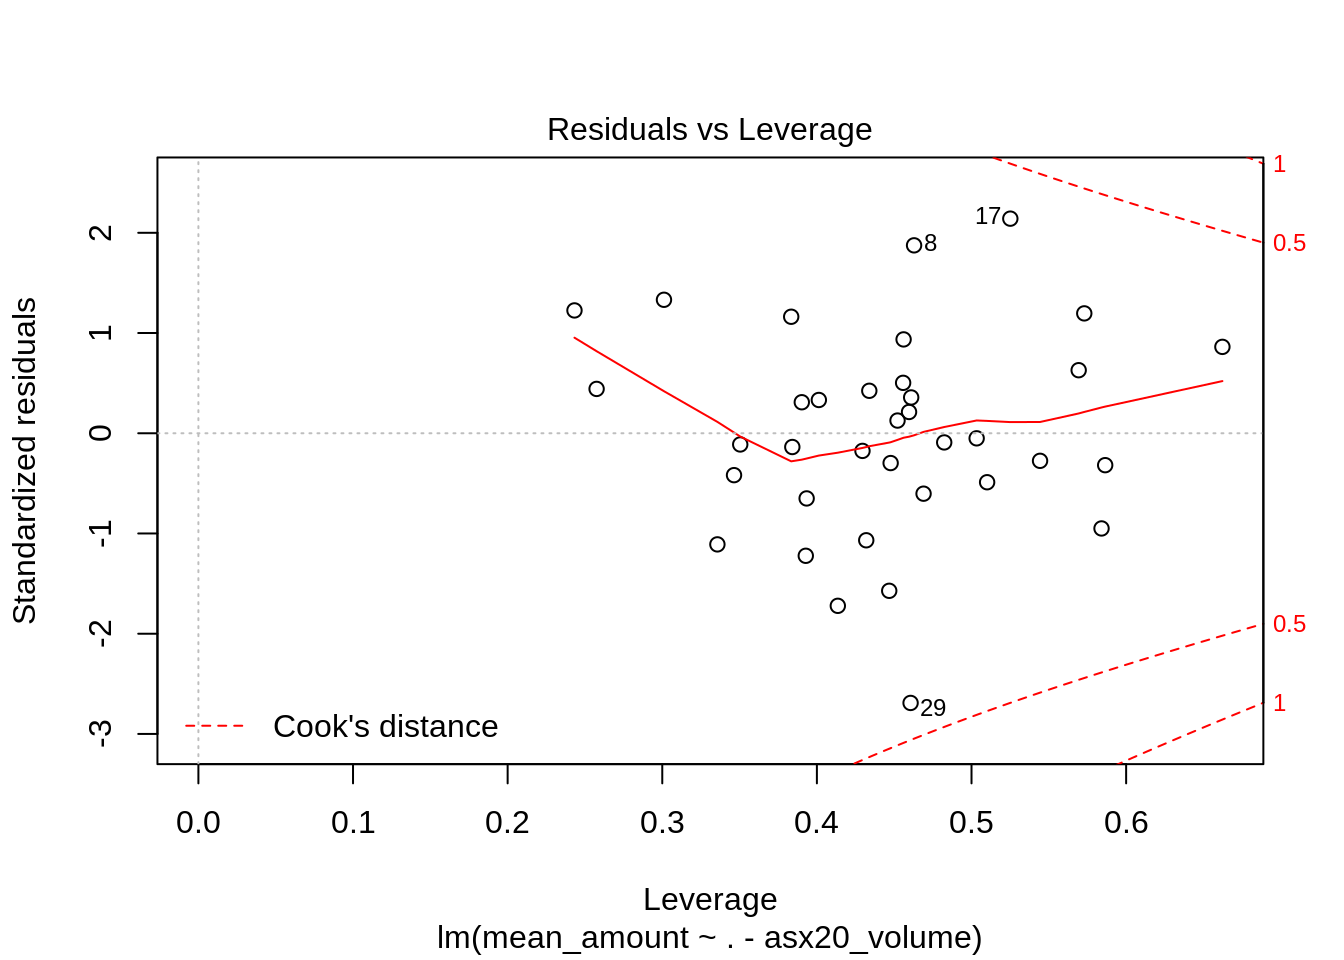 Residuals vs Leverage
Standardized residuals
2
1
0
-1
-2
-3
17
8
29
1
0.5
0.5
1
Cook's distance
0.0 0.1 0.2 0.3 0.4 0.5 0.6
Leverage
lm(mean_amount ~ . - asx20_volume)